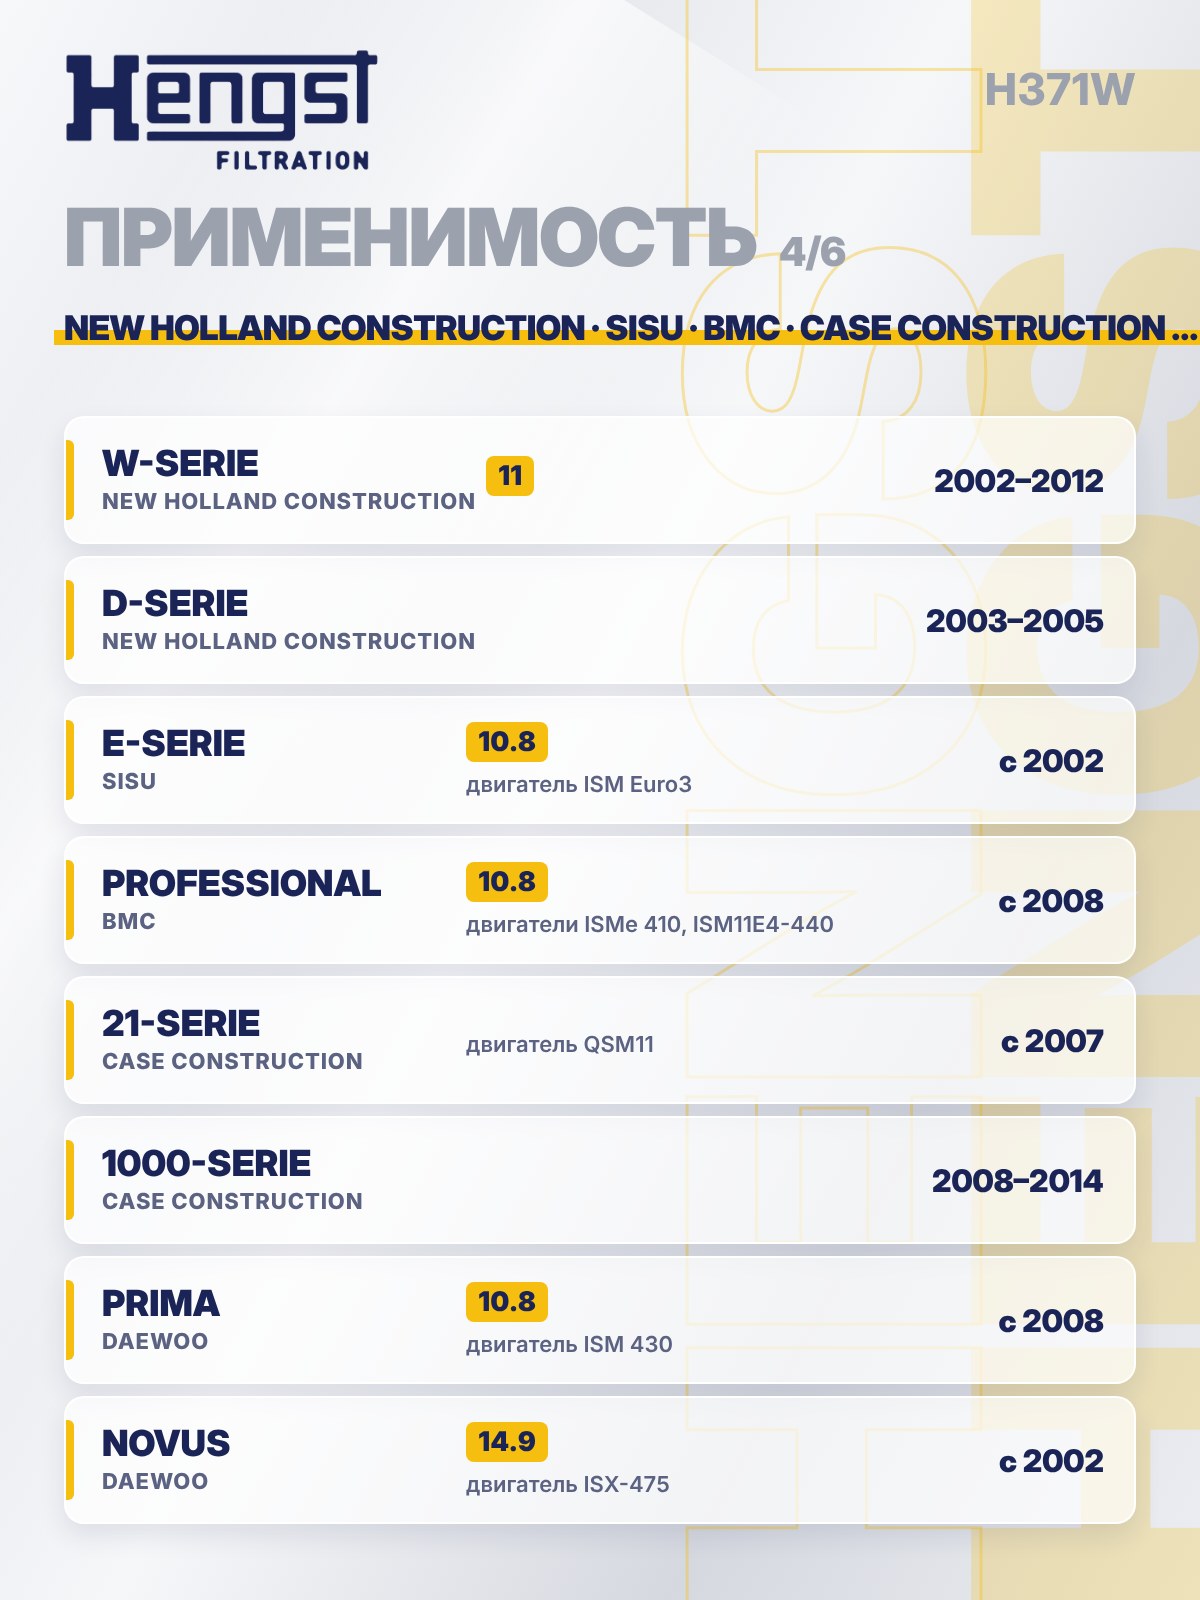 Hengst
FILTRATION
H371W
ПРИМЕНИМОСТЬ 4/6
NEW HOLLAND CONSTRUCTION · SISU · BMC · CASE CONSTRUCTION ...
W-SERIE
NEW HOLLAND CONSTRUCTION
11
2002–2012
D-SERIE
NEW HOLLAND CONSTRUCTION
2003–2005
E-SERIE
SISU
10.8
двигатель ISM Euro3
с 2002
PROFESSIONAL
BMC
10.8
двигатели ISMe 410, ISM11E4-440
с 2008
21-SERIE
CASE CONSTRUCTION
двигатель QSM11
с 2007
1000-SERIE
CASE CONSTRUCTION
2008–2014
PRIMA
DAEWOO
10.8
двигатель ISM 430
с 2008
NOVUS
DAEWOO
14.9
двигатель ISX-475
с 2002
HENGST